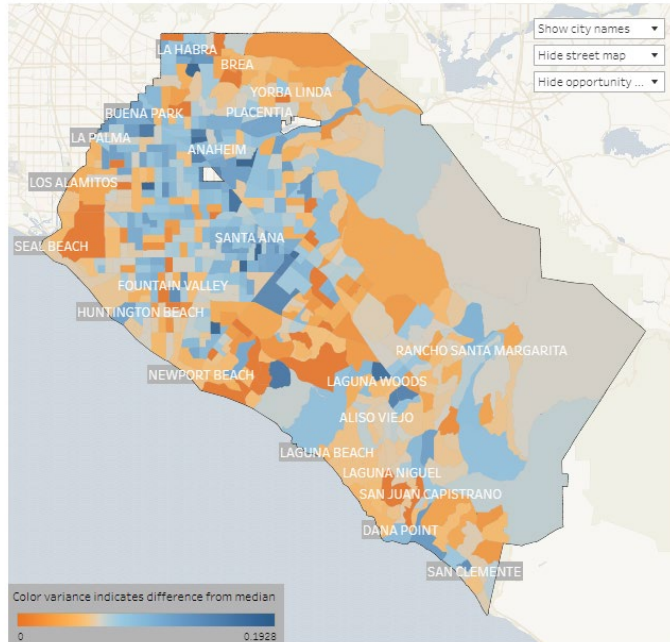 Show city names
Hide street map
Hide opportunity ...
LA HABRA
BREA
YORBA LINDA
BUENA PARK
PLACENTIA
LA PALMA
ANAHEIM
LOS ALAMITOS
SANTA ANA
SEAL BEACH
FOUNTAIN VALLEY
HUNTINGTON BEACH
RANCHO SANTA MARGARITA
NEWPORT BEACH
LAGUNA WOODS
ALISO VIEJO
LAGUNA BEACH
LAGUNA NIGUEL
SAN JUAN CAPISTRANO
DANA POINT
SAN CLEMENTE
Color variance indicates difference from median
0 0.1928